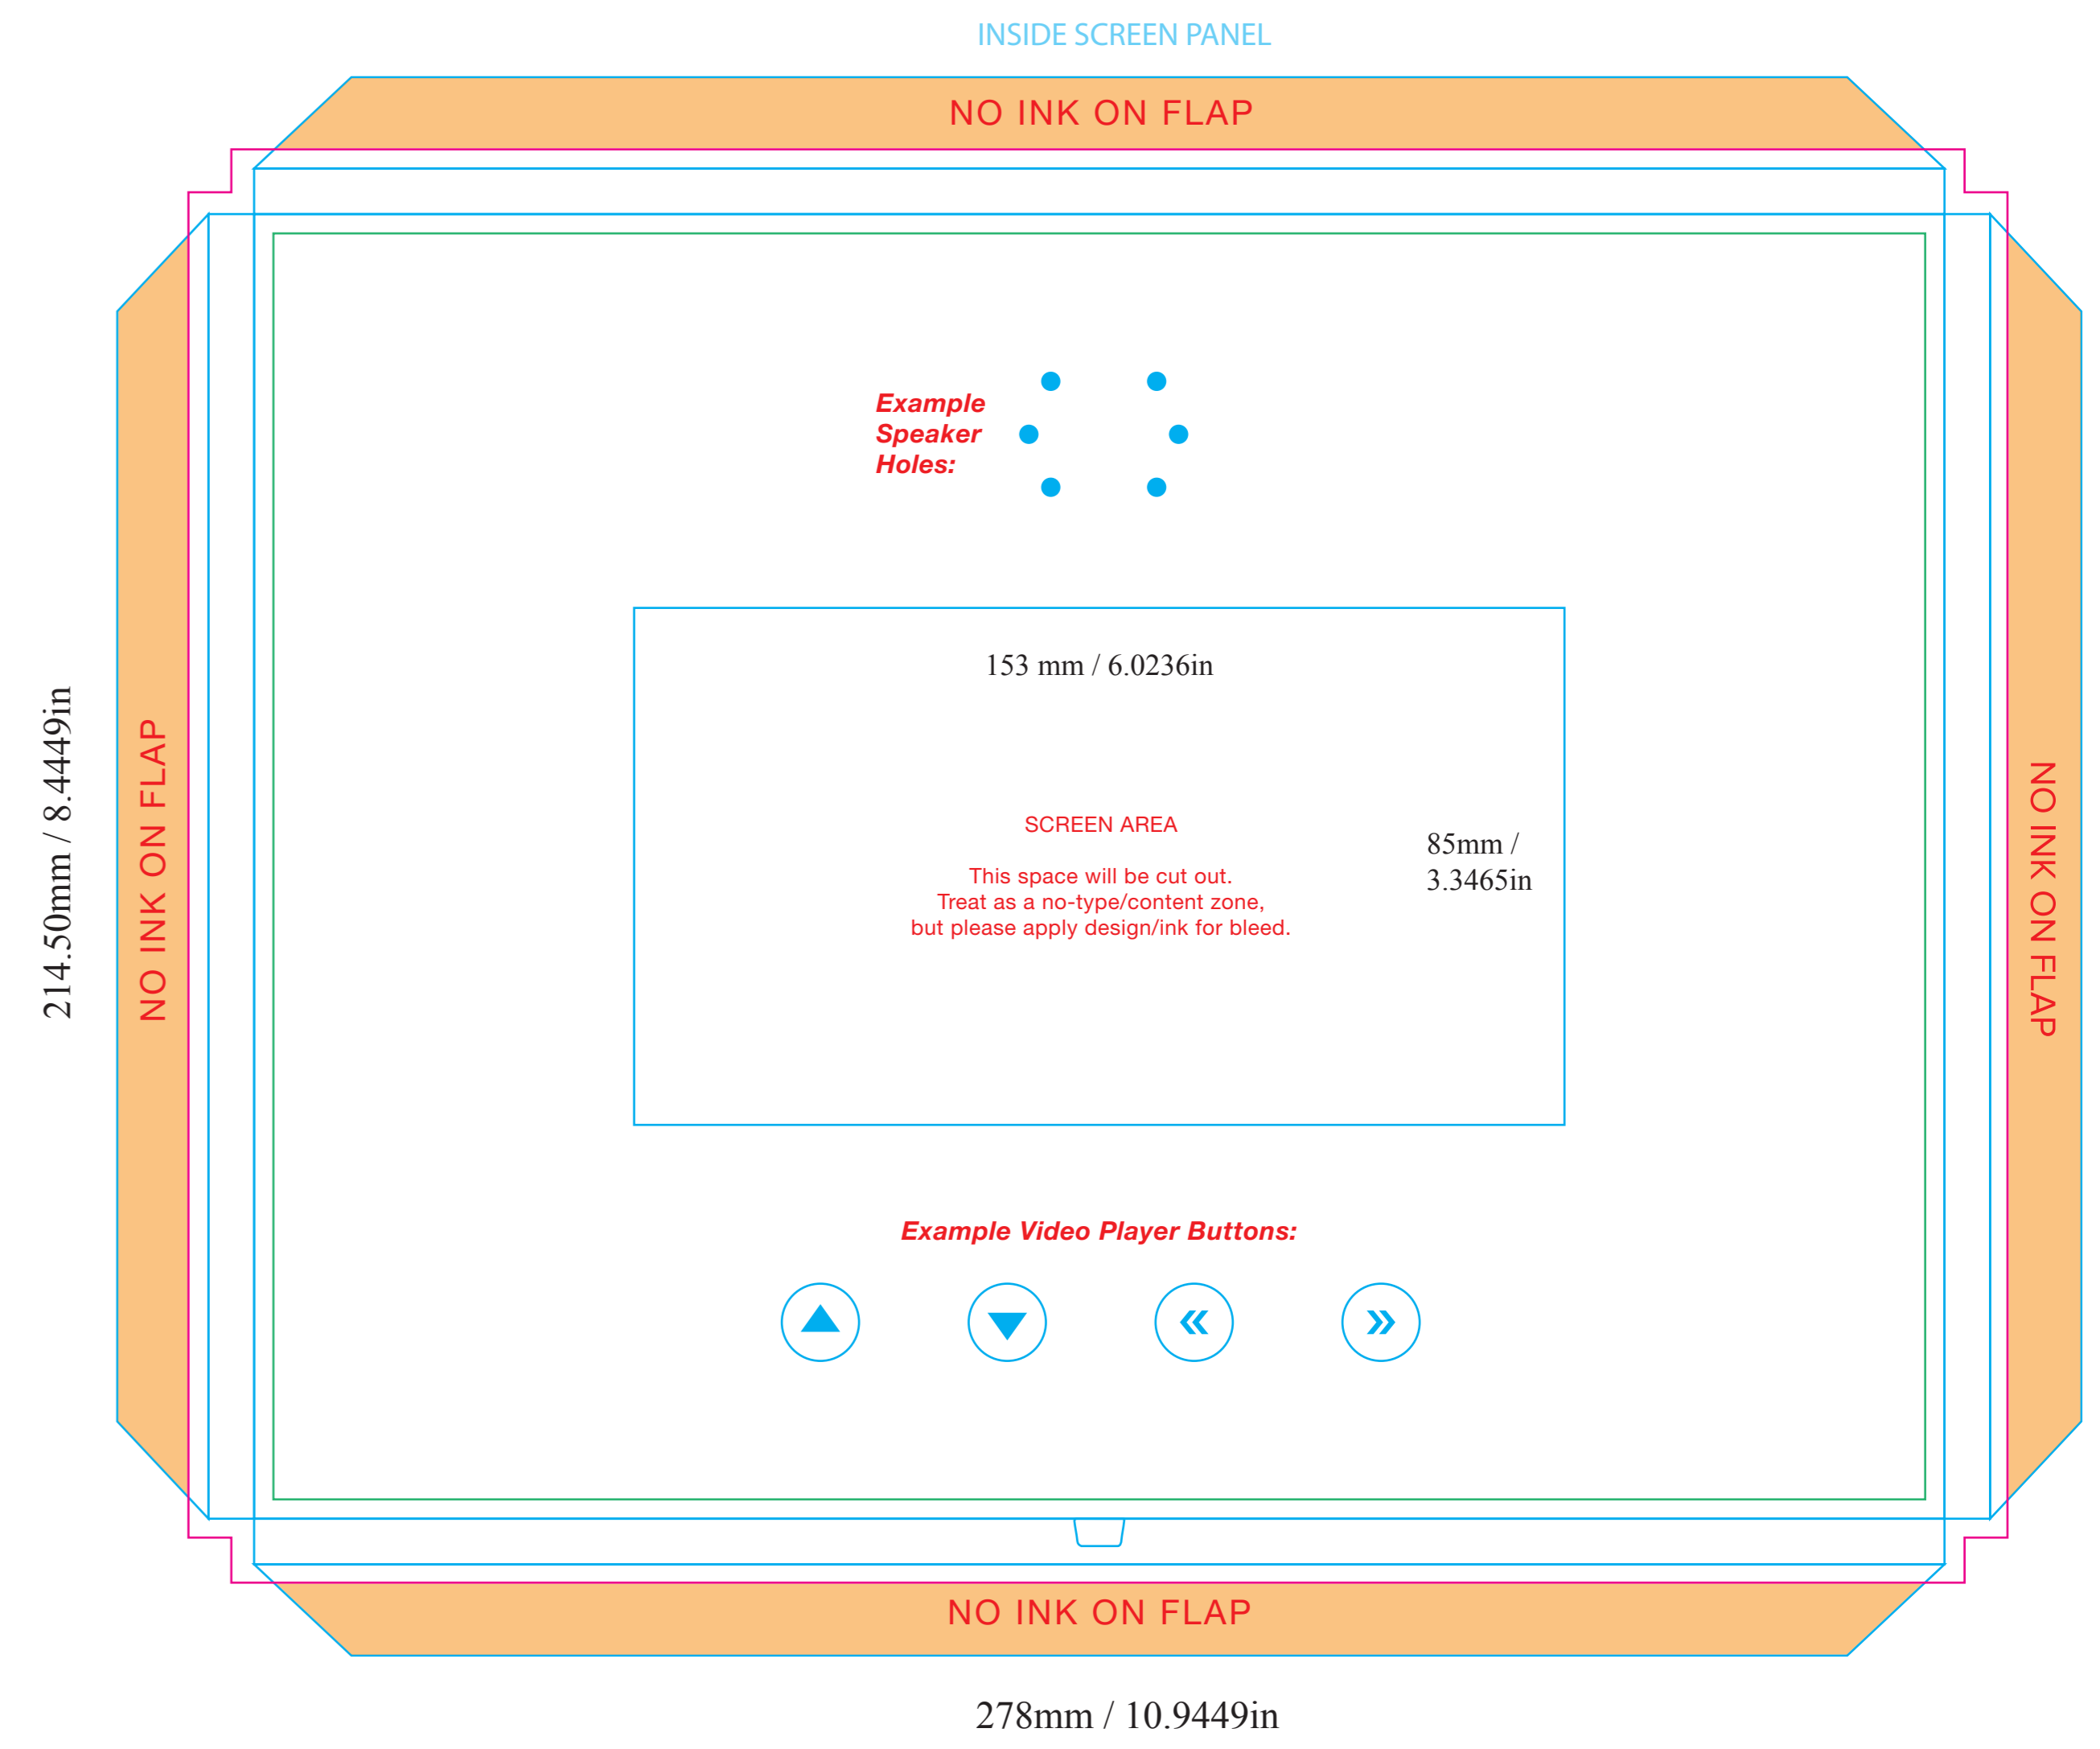 INSIDE SCREEN PANEL
NO INK ON FLAP
Example
Speaker
Holes:
153 mm / 6.0236in
214.50mm / 8.4449in
NO INK ON FLAP
SCREEN AREA
This space will be cut out.
Treat as a no-type/content zone,
but please apply design/ink for bleed.
85mm /
3.3465in
NO INK ON FLAP
Example Video Player Buttons:
NO INK ON FLAP
278mm / 10.9449in